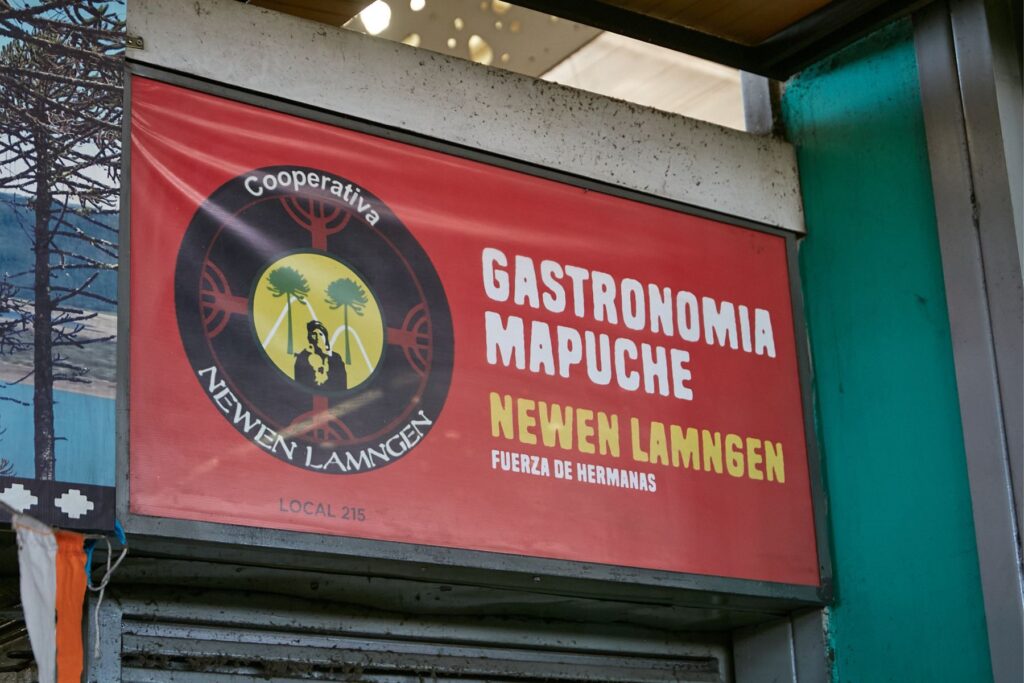 Cooperativa
NEWEN LAMNGEN
LOCAL 215
GASTRONOMIA
MAPUCHE
NEWEN LAMNGEN
FUERZA DE HERMANAS